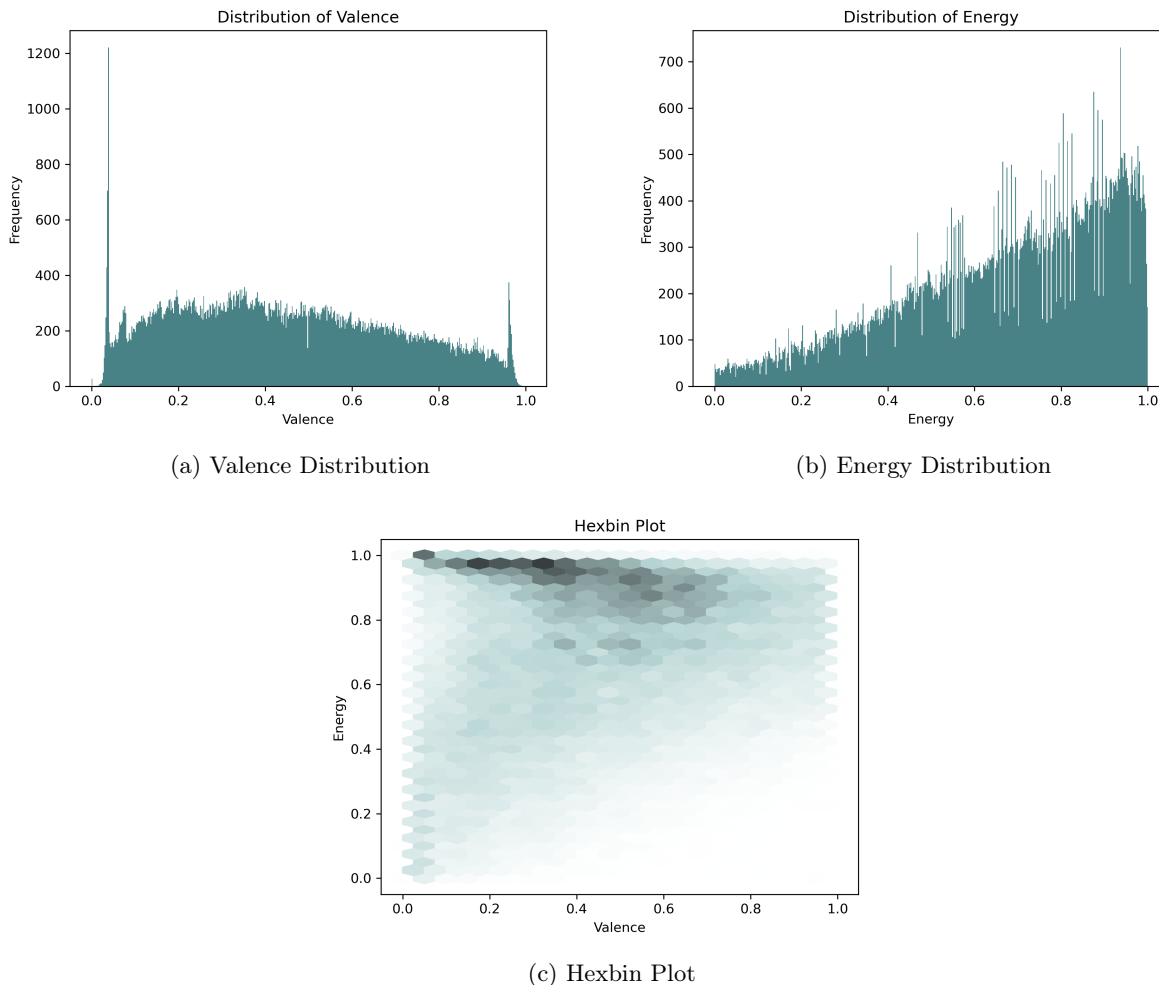 Distribution of Valence
Frequency
1200
1000
800
600
400
200
0
0.0 0.2 0.4 0.6 0.8 1.0
Valence
(a) Valence Distribution
Distribution of Energy
Frequency
700
600
500
400
300
200
100
0
0.0 0.2 0.4 0.6 0.8 1.0
Energy
(b) Energy Distribution
Hexbin Plot
Energy
1.0
0.8
0.6
0.4
0.2
0.0
0.0 0.2 0.4 0.6 0.8 1.0
Valence
(c) Hexbin Plot